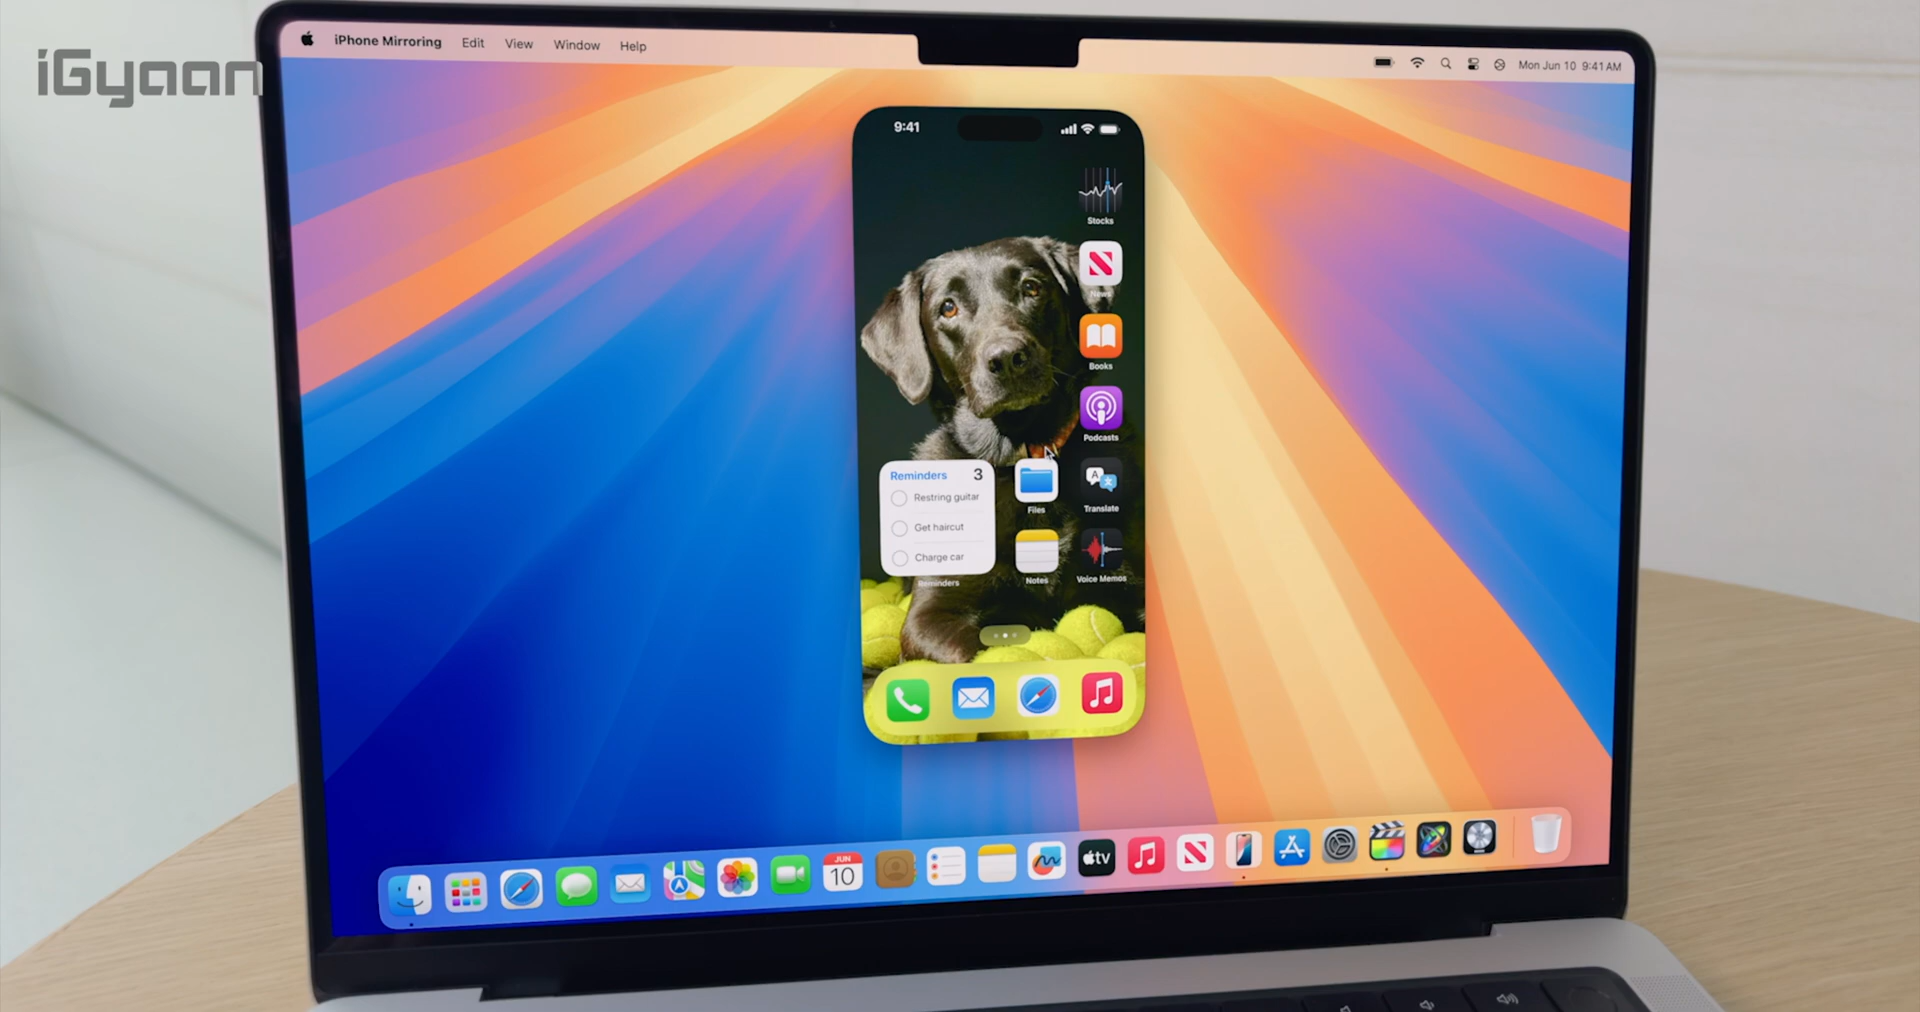 iGyaan
iPhone Mirroring Edit View Window Help
Mon Jun 10 9:41 AM
9:41
Stocks
News
Books
Podcasts
Reminders 3
Restring guitar
Get haircut
Charge car
Reminders
Files
Translate
Notes
Voice Memos
JUN
10
tv